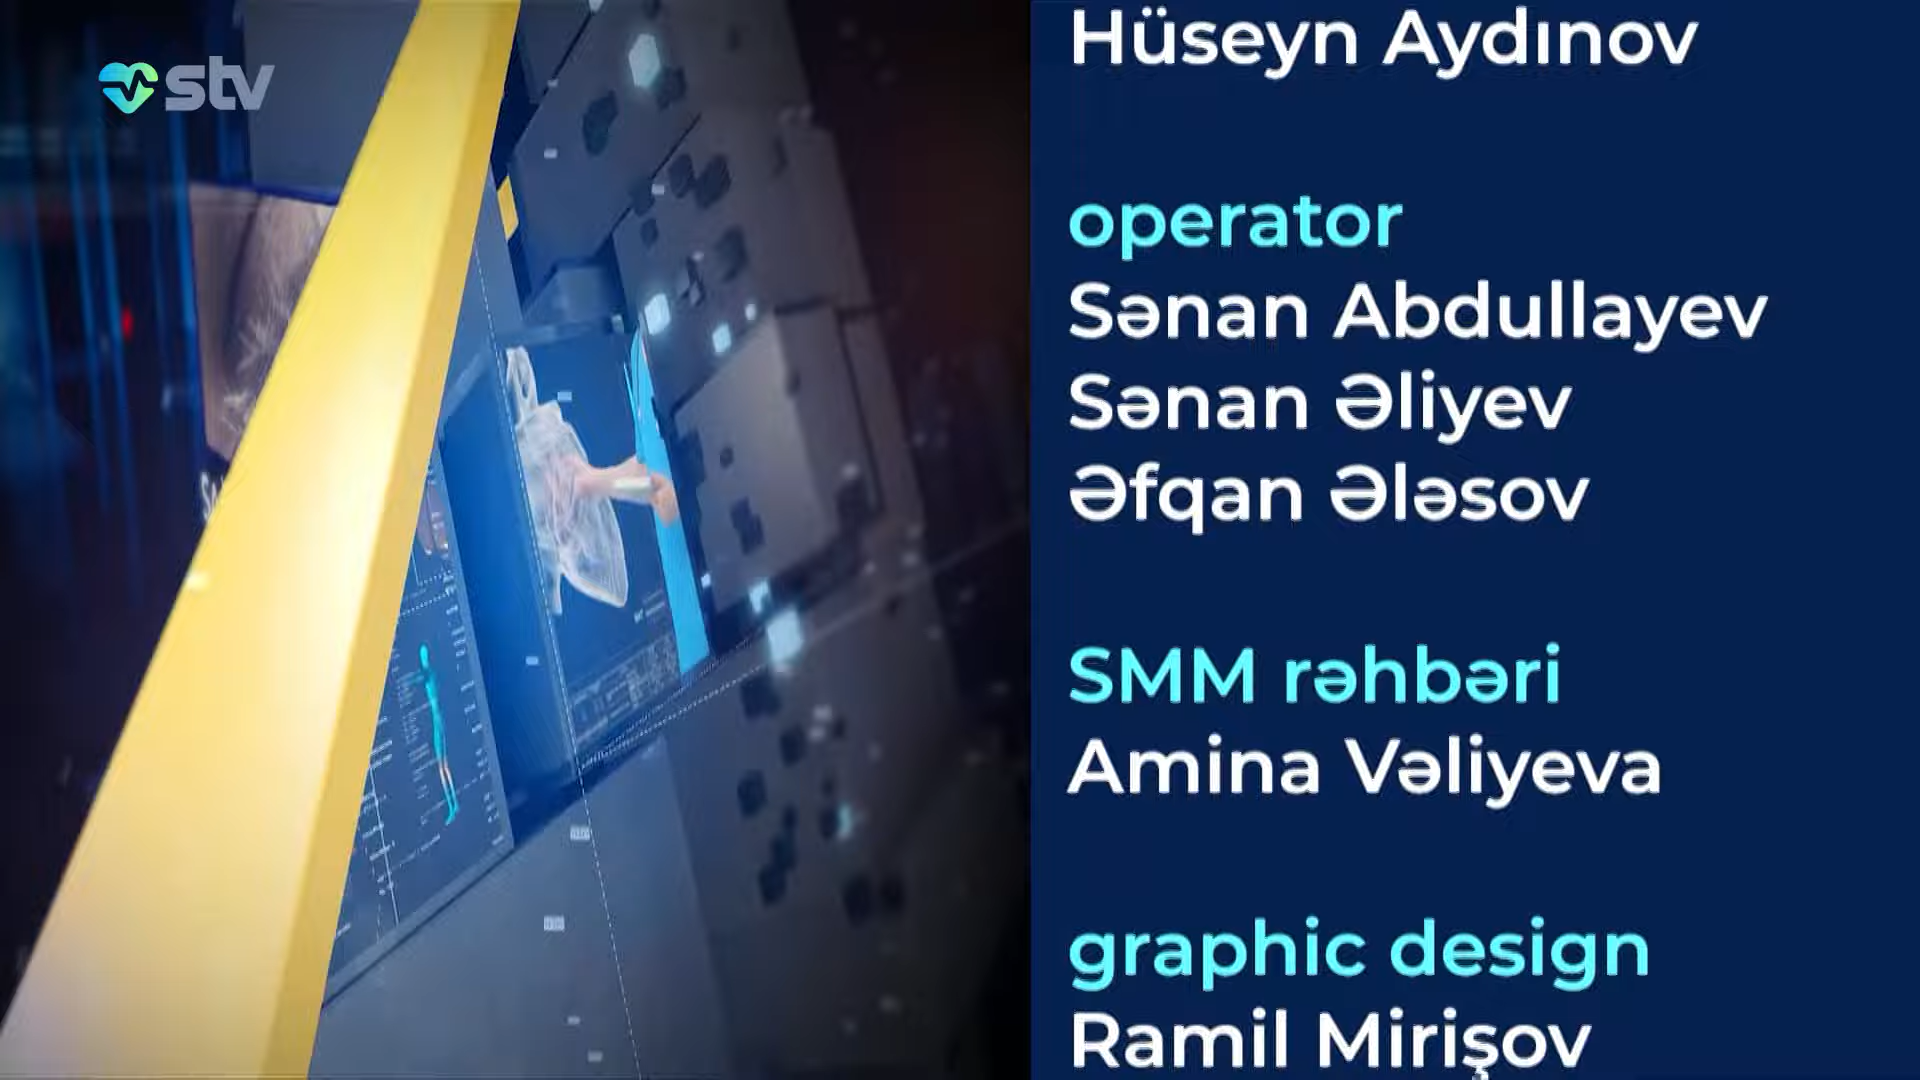 stv
Hüseyn Aydınov
operator
Sənan Abdullayev
Sənan Əliyev
Əfqan Ələsov
SMM rəhbəri
Amina Vəliyeva
graphic design
Ramil Mirişov